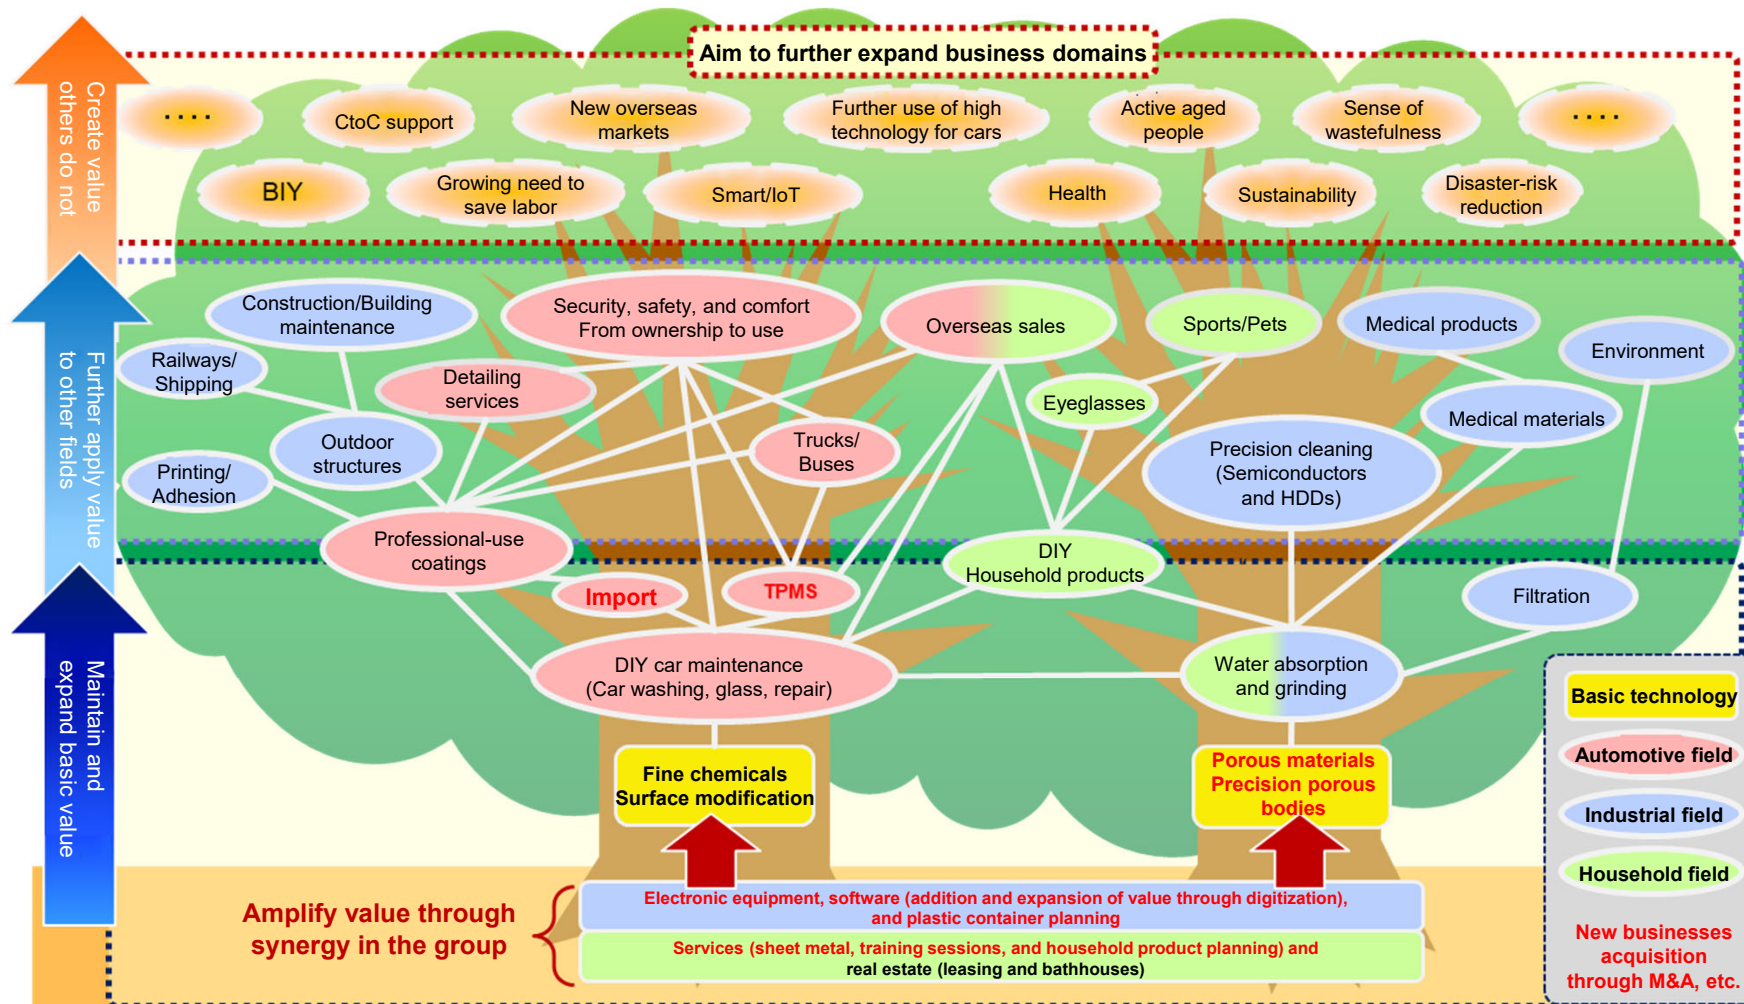 Aim to further expand business domains
Create value
others do not
····
CtoC support
New overseas
markets
Further use of high
technology for cars
Active aged
people
Sense of
wastefulness
····
BIY
Growing need to
save labor
Smart/IoT
Health
Sustainability
Disaster-risk
reduction
Further apply value
to other fields
Construction/Building
maintenance
Security, safety, and comfort
From ownership to use
Overseas sales
Sports/Pets
Medical products
Environment
Railways/
Shipping
Detailing
services
Eyeglasses
Medical materials
Outdoor
structures
Trucks/
Buses
Precision cleaning
(Semiconductors
and HDDs)
Printing/
Adhesion
Professional-use
coatings
DIY
Household products
Import
TPMS
Filtration
Maintain and
expand basic value
DIY car maintenance
(Car washing, glass, repair)
Water absorption
and grinding
Fine chemicals
Surface modification
Porous materials
Precision porous
bodies
Basic technology
Automotive field
Industrial field
Household field
New businesses
acquisition
through M&A, etc.
Amplify value through
synergy in the group
Electronic equipment, software (addition and expansion of value through digitization),
and plastic container planning
Services (sheet metal, training sessions, and household product planning) and
real estate (leasing and bathhouses)